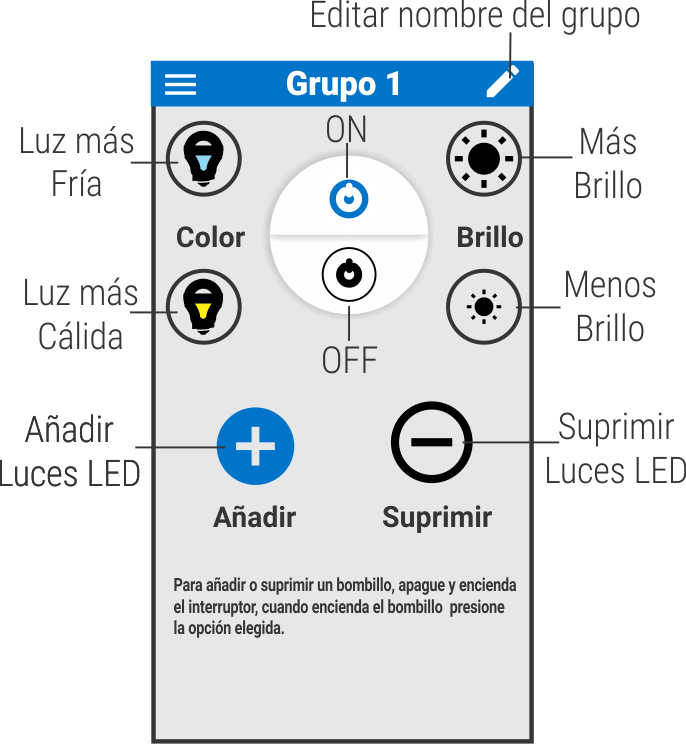 Editar nombre del grupo
Grupo 1
Luz más
Fría
ON
Más
Brillo
Color
Brillo
Luz más
Cálida
Menos
Brillo
OFF
Añadir
Luces LED
Suprimir
Luces LED
Añadir
Suprimir
Para añadir o suprimir un bombillo, apague y encienda
el interruptor, cuando encienda el bombillo presione
la opción elegida.